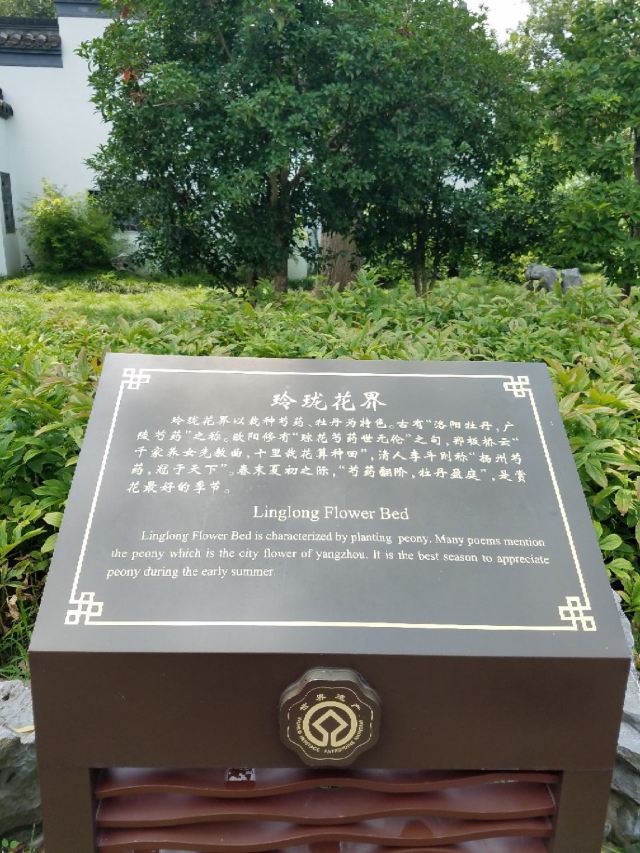 玲珑花界
玲珑花界以栽种芍药、牡丹为特色。古有“洛阳牡丹，广
陵芍药”之称。欧阳修有“琼花芍药世无伦”之句，郑板桥云“
千家养女先教曲，十里栽花算种田”，清人李斗则称“扬州芍
药，冠于天下”。春末夏初之际，“芍药翻阶，牡丹盈庭”，是赏
花最好的季节。
Linglong Flower Bed
Linglong Flower Bed is characterized by planting peony. Many poems mention
the peony which is the city flower of yangzhou. It is the best season to appreciate
peony during the early summer.
世界遗产
WORLD HERITAGE PATRIMOINE MONDIAL